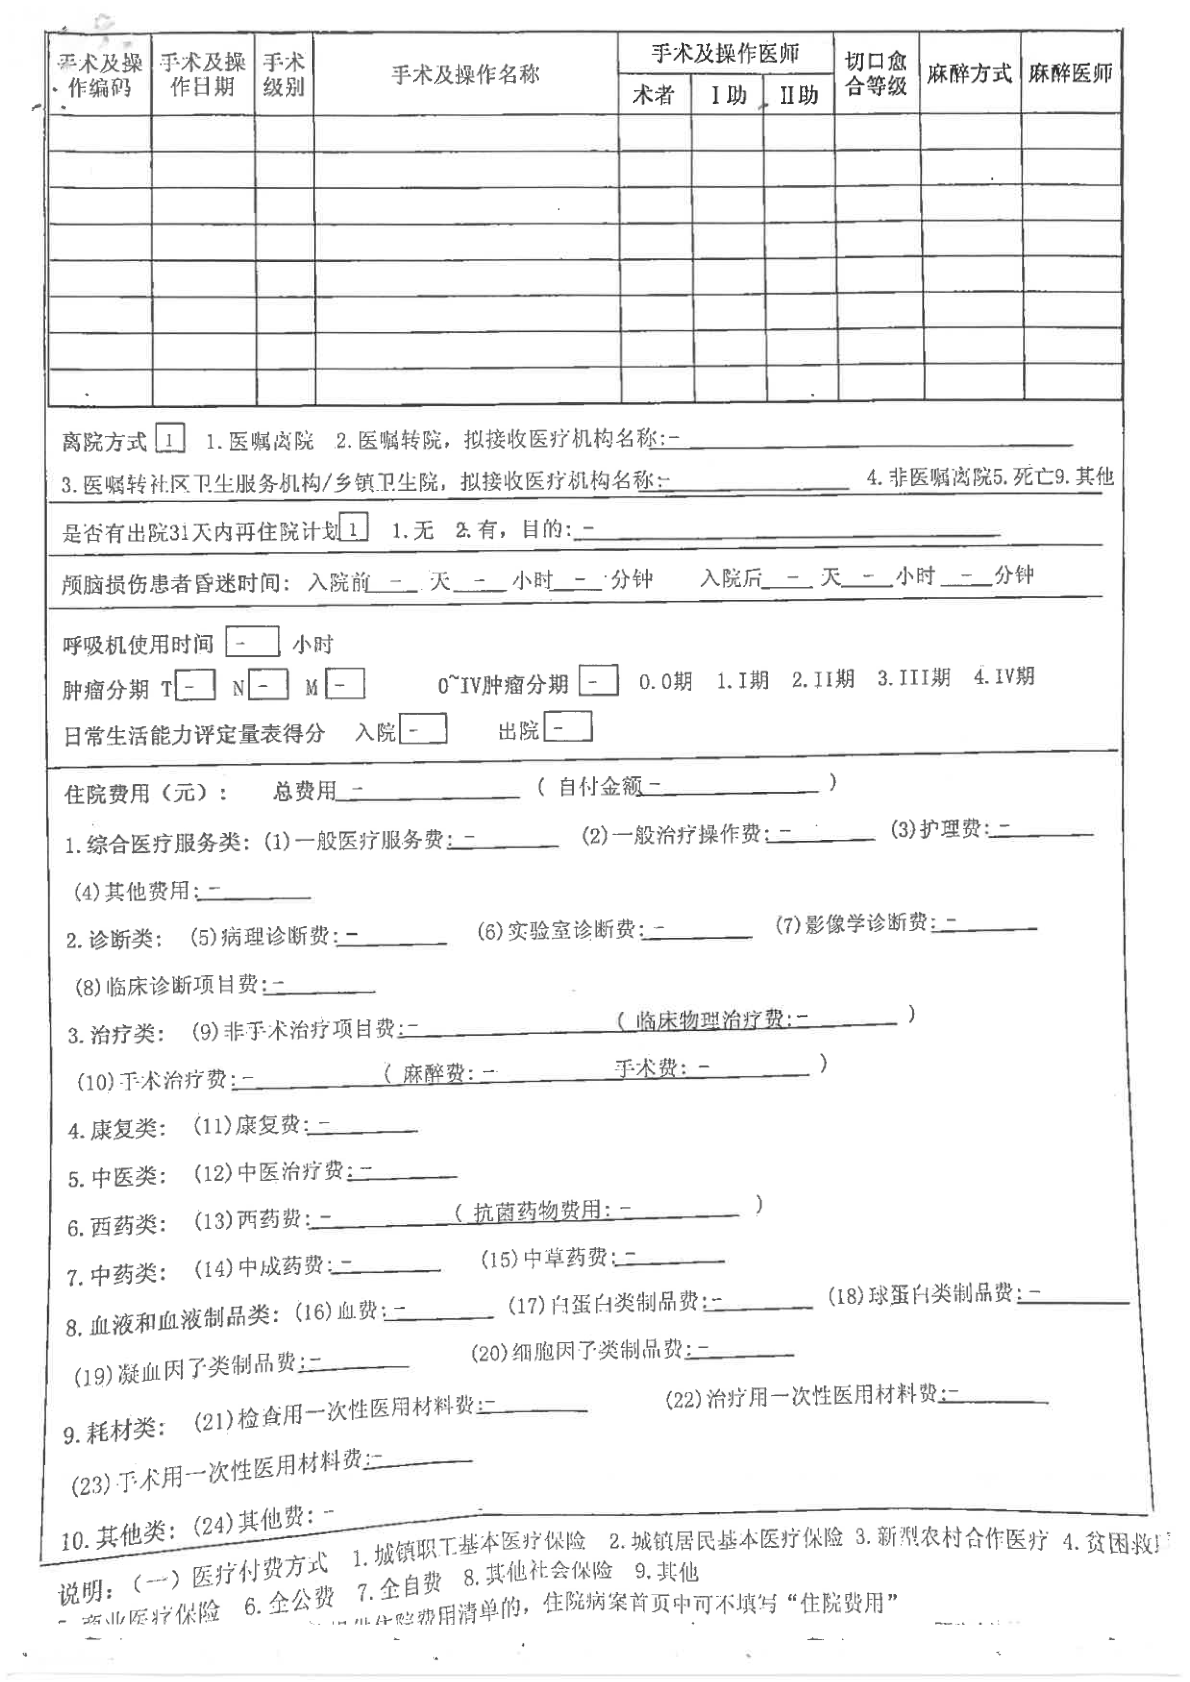 手术及操作编码 手术及操作日期 手术级别 手术及操作名称 手术及操作医师 切口愈合等级 麻醉方式 麻醉医师
术者 I助 II助
离院方式 1 1.医嘱离院 2.医嘱转院，拟接收医疗机构名称:-
3.医嘱转社区卫生服务机构/乡镇卫生院，拟接收医疗机构名称:- 4.非医嘱离院5.死亡9.其他
是否有出院31天内再住院计划 1 1.无 2.有，目的:-
颅脑损伤患者昏迷时间: 入院前 - 天 - 小时 - 分钟 入院后 - 天 - 小时 - 分钟
呼吸机使用时间 - 小时
肿瘤分期 T - N - M - 0~IV肿瘤分期 - 0.0期 1.I期 2.II期 3.III期 4.IV期
日常生活能力评定量表得分 入院 - 出院 -
住院费用（元）: 总费用 - ( 自付金额 - )
1.综合医疗服务类: (1)一般医疗服务费:- (2)一般治疗操作费:- (3)护理费:-
(4)其他费用:-
2.诊断类: (5)病理诊断费:- (6)实验室诊断费:- (7)影像学诊断费:-
(8)临床诊断项目费:-
3.治疗类: (9)非手术治疗项目费:- ( 临床物理治疗费:- )
(10)手术治疗费:- ( 麻醉费:- 手术费:- )
4.康复类: (11)康复费:-
5.中医类: (12)中医治疗费:-
6.西药类: (13)西药费:- ( 抗菌药物费用:- )
7.中药类: (14)中成药费:- (15)中草药费:-
8.血液和血液制品类: (16)血费:- (17)白蛋白类制品费:- (18)球蛋白类制品费:-
(19)凝血因子类制品费:- (20)细胞因子类制品费:-
9.耗材类: (21)检查用一次性医用材料费:- (22)治疗用一次性医用材料费:-
(23)手术用一次性医用材料费:-
10.其他类: (24)其他费:-
说明:（一）医疗付费方式 1.城镇职工基本医疗保险 2.城镇居民基本医疗保险 3.新型农村合作医疗 4.贫困救
商业医疗保险 6.全公费 7.全自费 8.其他社会保险 9.其他
住院费用清单的，住院病案首页中可不填写“住院费用”